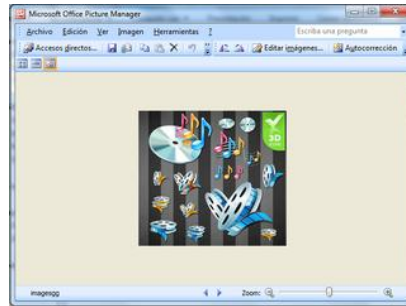 Microsoft Office Picture Manager
Archivo Edición Ver Imagen Herramientas ? Escriba una pregunta
Accesos directos... Editar imágenes... Autocorrección
3D
imagesgg Zoom: